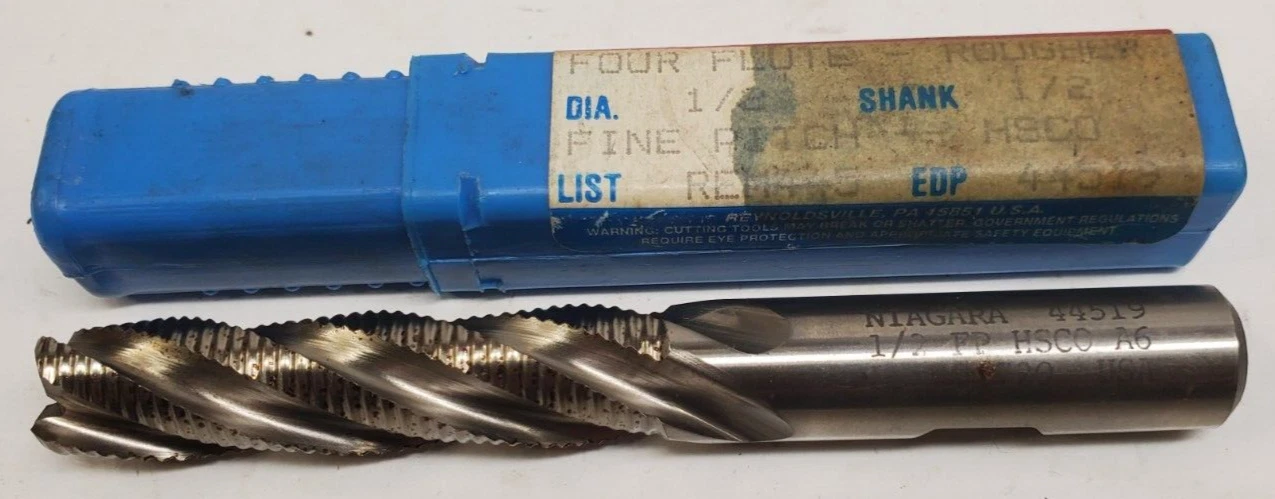 FOUR FLUTE - ROUGHER
DIA. 1/2 SHANK 1/2
FINE PITCH HSCO
LIST EDP 44519
REYNOLDSVILLE, PA 15851 U.S.A.
WARNING: CUTTING TOOLS MAY BREAK OR SHATTER. GOVERNMENT REGULATIONS
REQUIRE EYE PROTECTION AND APPROPRIATE SAFETY EQUIPMENT.
NIAGARA 44519
1/2 FP HSCO A6
USA